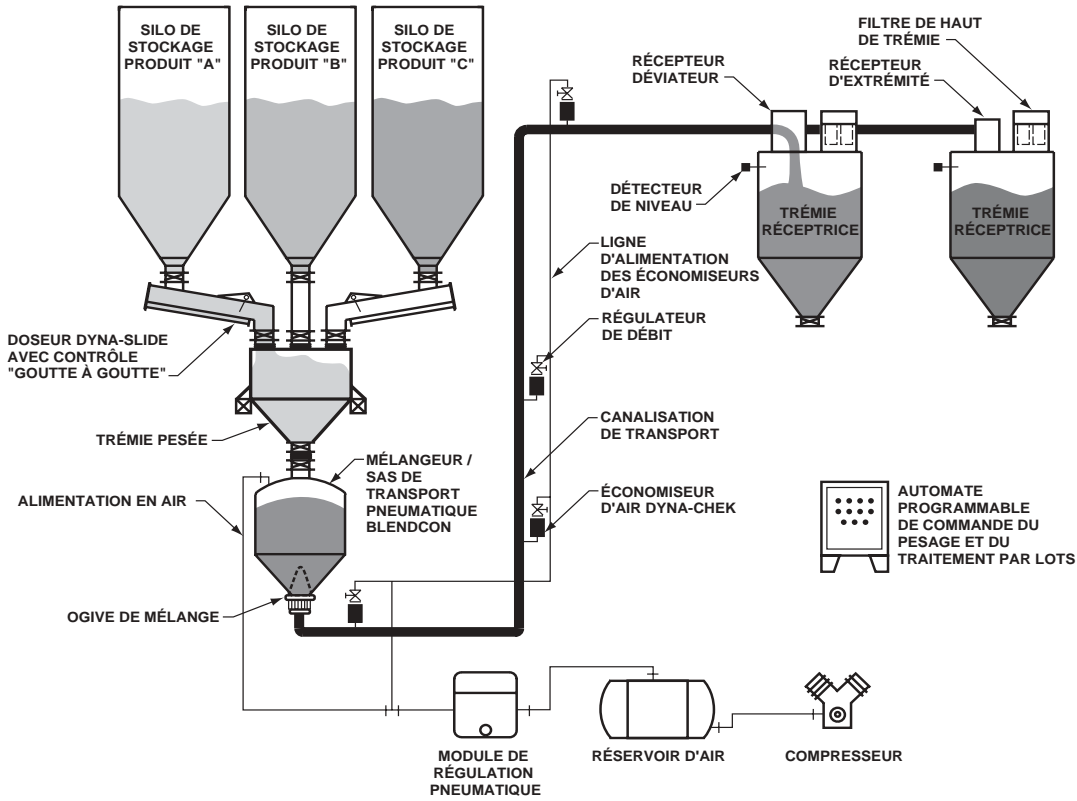 SILO DE
STOCKAGE
PRODUIT "A"
SILO DE
STOCKAGE
PRODUIT "B"
SILO DE
STOCKAGE
PRODUIT "C"
FILTRE DE HAUT
DE TRÉMIE
RÉCEPTEUR
DÉVIATEUR
RÉCEPTEUR
D'EXTRÉMITÉ
DÉTECTEUR
DE NIVEAU
TRÉMIE
RÉCEPTRICE
TRÉMIE
RÉCEPTRICE
LIGNE
D'ALIMENTATION
DES ÉCONOMISEURS
D'AIR
RÉGULATEUR
DE DÉBIT
DOSEUR DYNA-SLIDE
AVEC CONTRÔLE
"GOUTTE À GOUTTE"
TRÉMIE PESÉE
CANALISATION
DE TRANSPORT
MÉLANGEUR /
SAS DE
TRANSPORT
PNEUMATIQUE
BLENDCON
ALIMENTATION EN AIR
ÉCONOMISEUR
D'AIR DYNA-CHEK
AUTOMATE
PROGRAMMABLE
DE COMMANDE DU
PESAGE ET DU
TRAITEMENT PAR LOTS
OGIVE DE MÉLANGE
MODULE DE
RÉGULATION
PNEUMATIQUE
RÉSERVOIR D'AIR
COMPRESSEUR